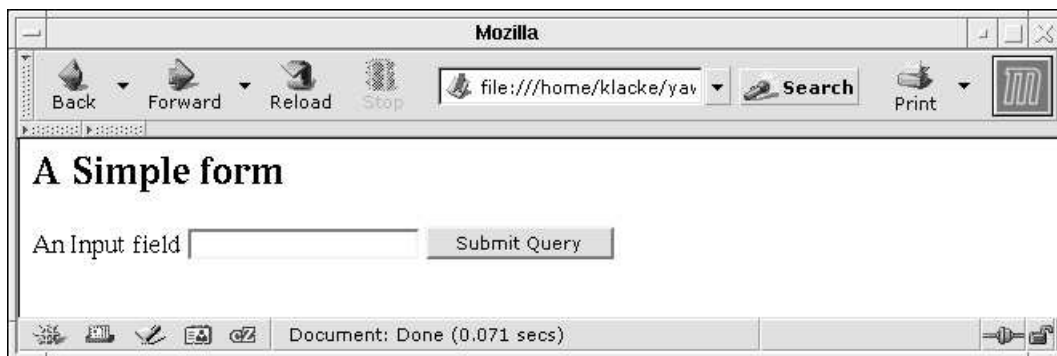 Mozilla
Back Forward Reload Stop file:///home/klacke/yaw Search Print
A Simple form
An Input field Submit Query
Document: Done (0.071 secs)